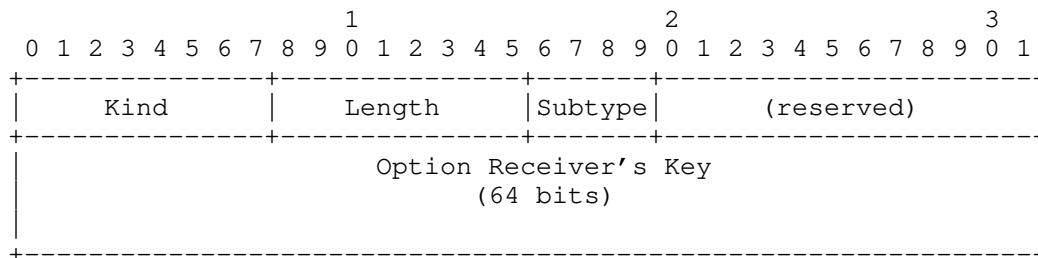 1                   2                   3
 0 1 2 3 4 5 6 7 8 9 0 1 2 3 4 5 6 7 8 9 0 1 2 3 4 5 6 7 8 9 0 1
+---------------+---------------+-------+-----------------------
|     Kind      |    Length     |Subtype|      (reserved)
+---------------+---------------+-------+-----------------------
|                      Option Receiver's Key
|                            (64 bits)
|
+---------------------------------------------------------------